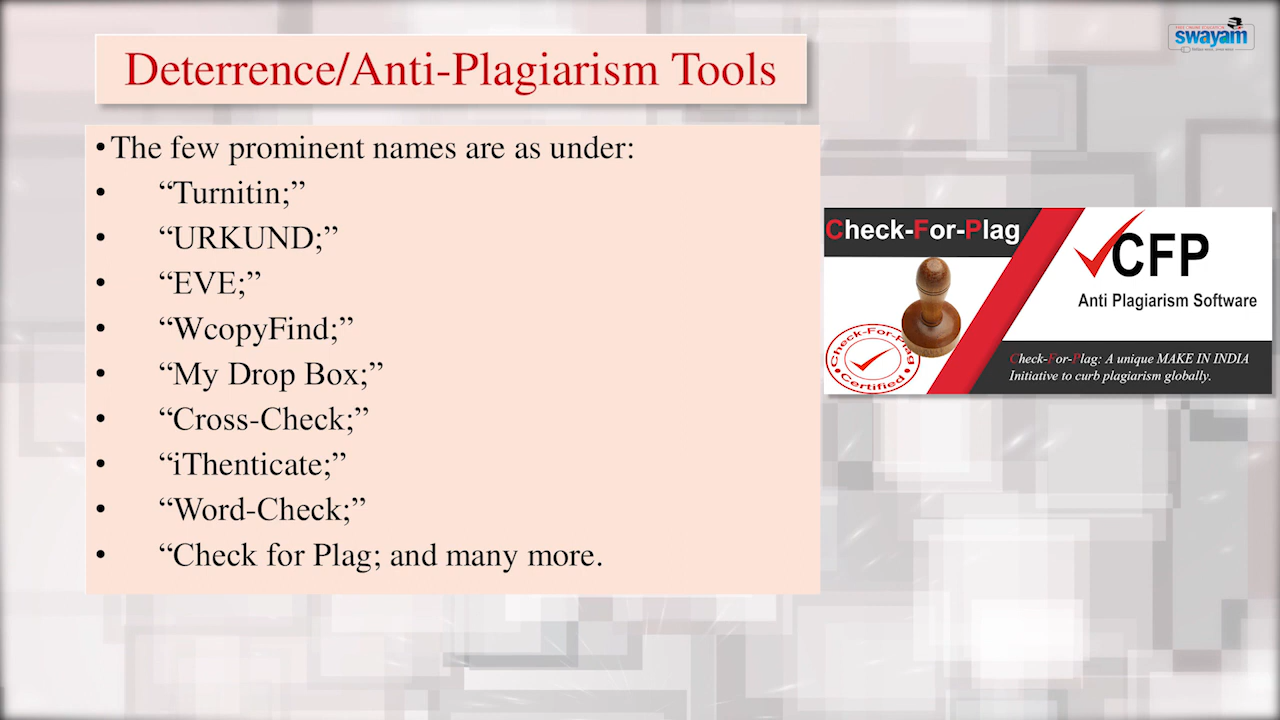 swayam
Deterrence/Anti-Plagiarism Tools
•The few prominent names are as under:
• “Turnitin;”
• “URKUND;”
• “EVE;”
• “WcopyFind;”
• “My Drop Box;”
• “Cross-Check;”
• “iThenticate;”
• “Word-Check;”
• “Check for Plag; and many more.
Check-For-Plag
CFP
Anti Plagiarism Software
Check-For-Plag
Certified
Check-For-Plag: A unique MAKE IN INDIA
Initiative to curb plagiarism globally.